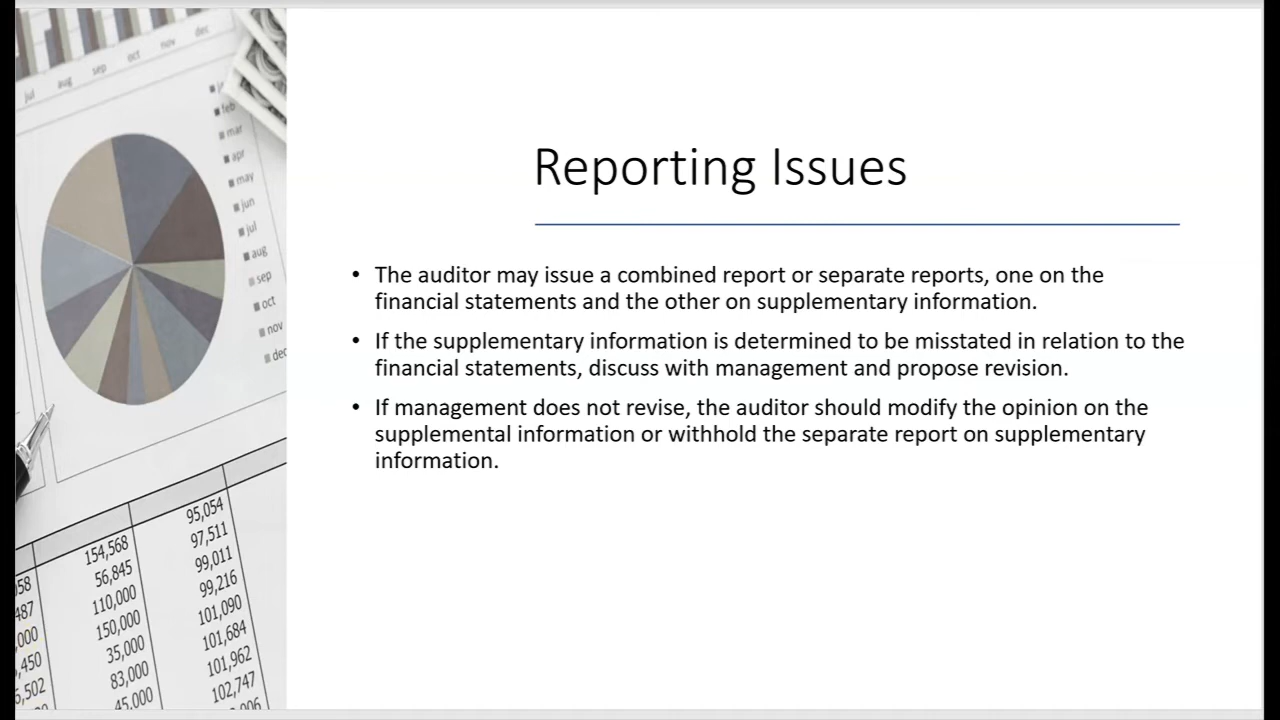 Reporting Issues
• The auditor may issue a combined report or separate reports, one on the
financial statements and the other on supplementary information.
• If the supplementary information is determined to be misstated in relation to the
financial statements, discuss with management and propose revision.
• If management does not revise, the auditor should modify the opinion on the
supplemental information or withhold the separate report on supplementary
information.
jul aug sep oct nov dec
feb
mar
apr
may
jun
jul
aug
sep
oct
nov
dec
154,568
56,845
110,000
150,000
35,000
83,000
45,000
95,054
97,511
99,011
99,216
101,090
101,684
101,962
102,747